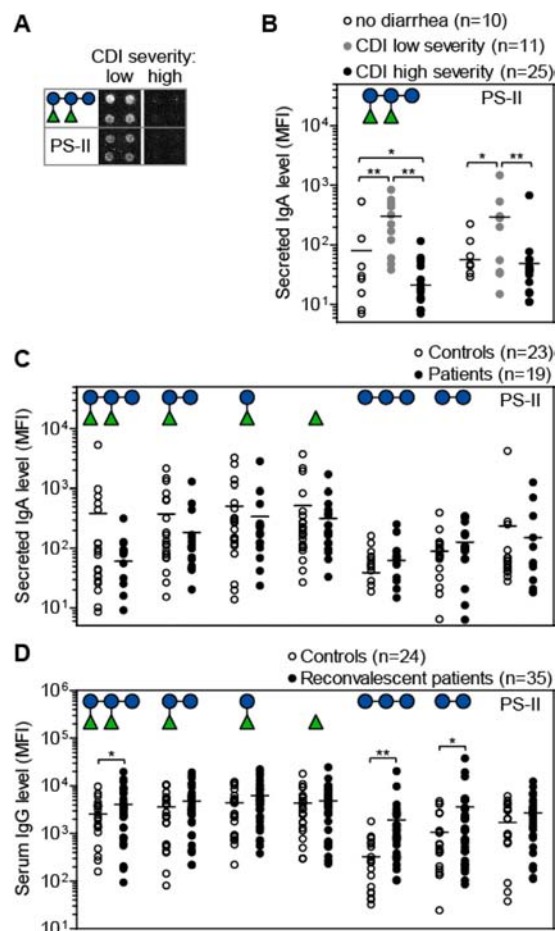 A
CDI severity:
low high
PS-II
B
no diarrhea (n=10)
CDI low severity (n=11)
CDI high severity (n=25)
PS-II
Secreted IgA level (MFI)
10⁴
10³
10²
10¹
* ** ** * **
C
Controls (n=23)
Patients (n=19)
PS-II
Secreted IgA level (MFI)
10⁴
10³
10²
10¹
D
Controls (n=24)
Reconvalescent patients (n=35)
PS-II
Serum IgG level (MFI)
10⁶
10⁵
10⁴
10³
10²
10¹
* ** *